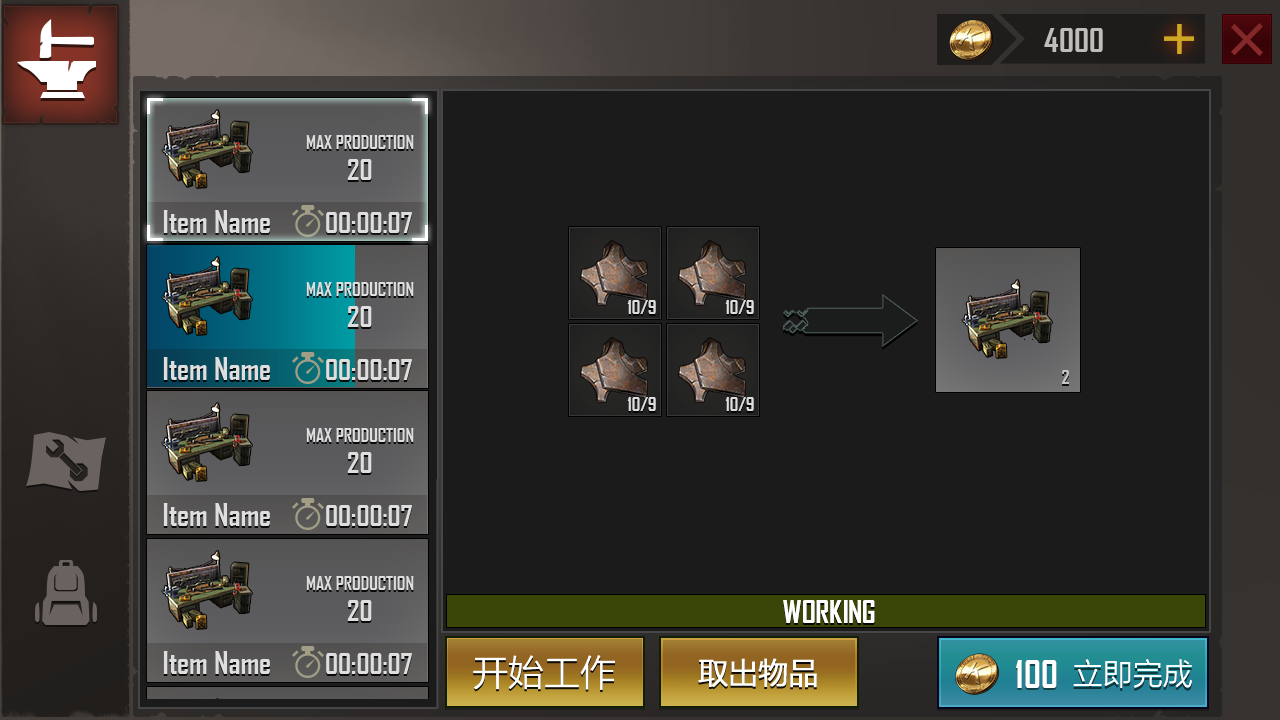 4000
MAX PRODUCTION
20
Item Name 00:00:07
MAX PRODUCTION
20
Item Name 00:00:07
MAX PRODUCTION
20
Item Name 00:00:07
MAX PRODUCTION
20
Item Name 00:00:07
10/9 10/9
10/9 10/9
2
WORKING
开始工作 取出物品 100 立即完成